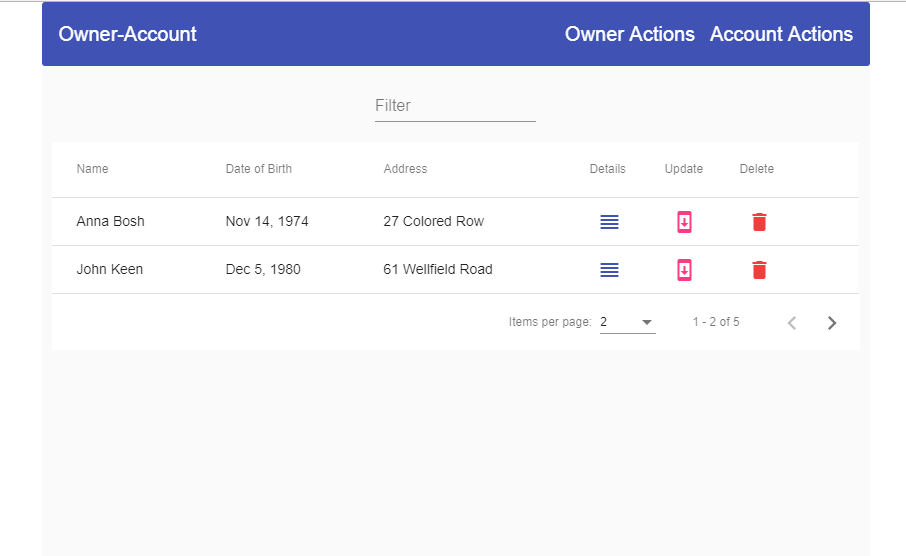 Owner-Account Owner Actions Account Actions
Filter
Name Date of Birth Address Details Update Delete
Anna Bosh Nov 14, 1974 27 Colored Row
John Keen Dec 5, 1980 61 Wellfield Road
Items per page: 2 1 - 2 of 5